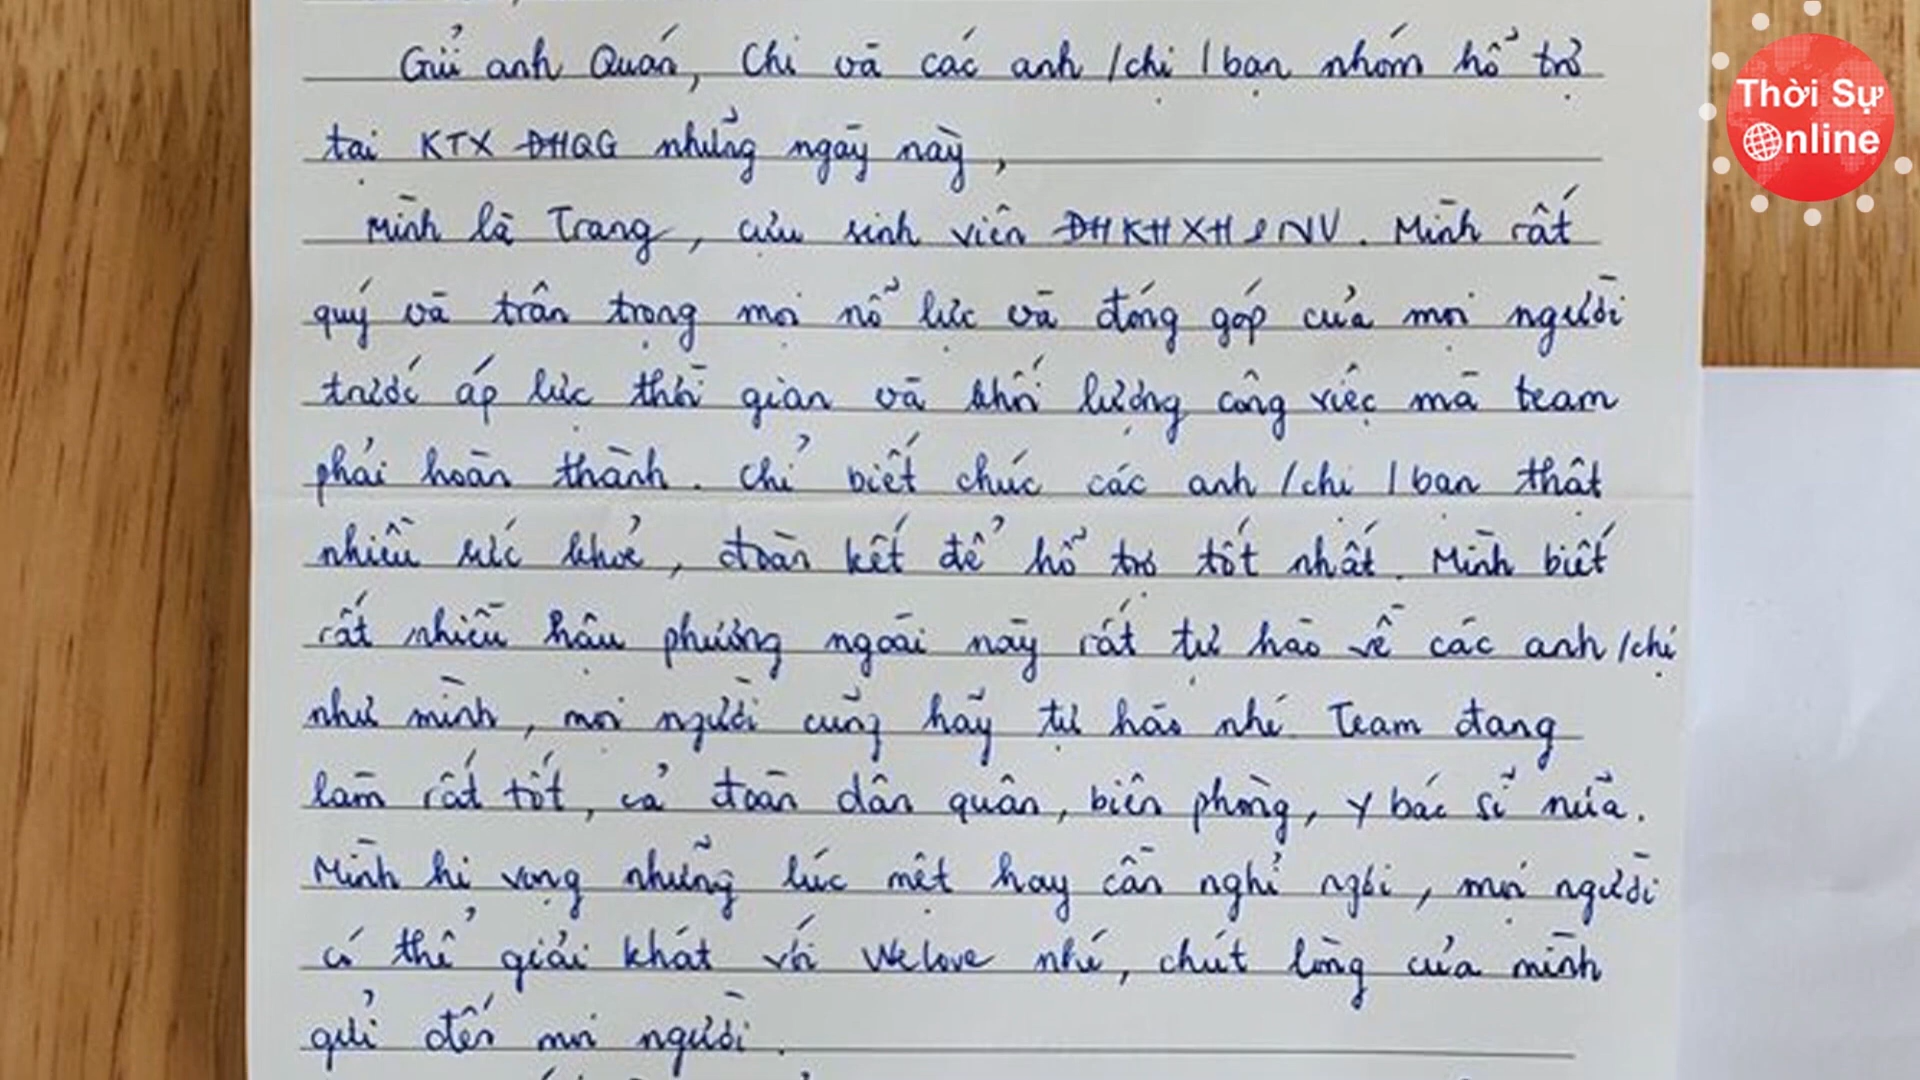 Gửi anh Quán, Chi và các anh /chị /bạn nhóm hỗ trợ
tại KTX ĐHQG những ngày này,
Mình là Trang, cựu sinh viên ĐHKHXH&NV. Mình rất
quý và trân trọng mọi nỗ lực và đóng góp của mọi người
trước áp lực thời gian và khối lượng công việc mà team
phải hoàn thành. Chỉ biết chúc các anh /chị /bạn thật
nhiều sức khoẻ, đoàn kết để hỗ trợ tốt nhất. Mình biết
rất nhiều hậu phương ngoài này rất tự hào về các anh /chị
như mình, mọi người cũng hãy tự hào nhé. Team đang
làm rất tốt, cả đoàn dân quân, biên phòng, y bác sĩ nữa.
Mình hi vọng những lúc mệt hay cần nghỉ ngơi, mọi người
có thể giải khát với Welove nhé, chút lòng của mình
gửi đến mọi người.
Thời Sự
Online